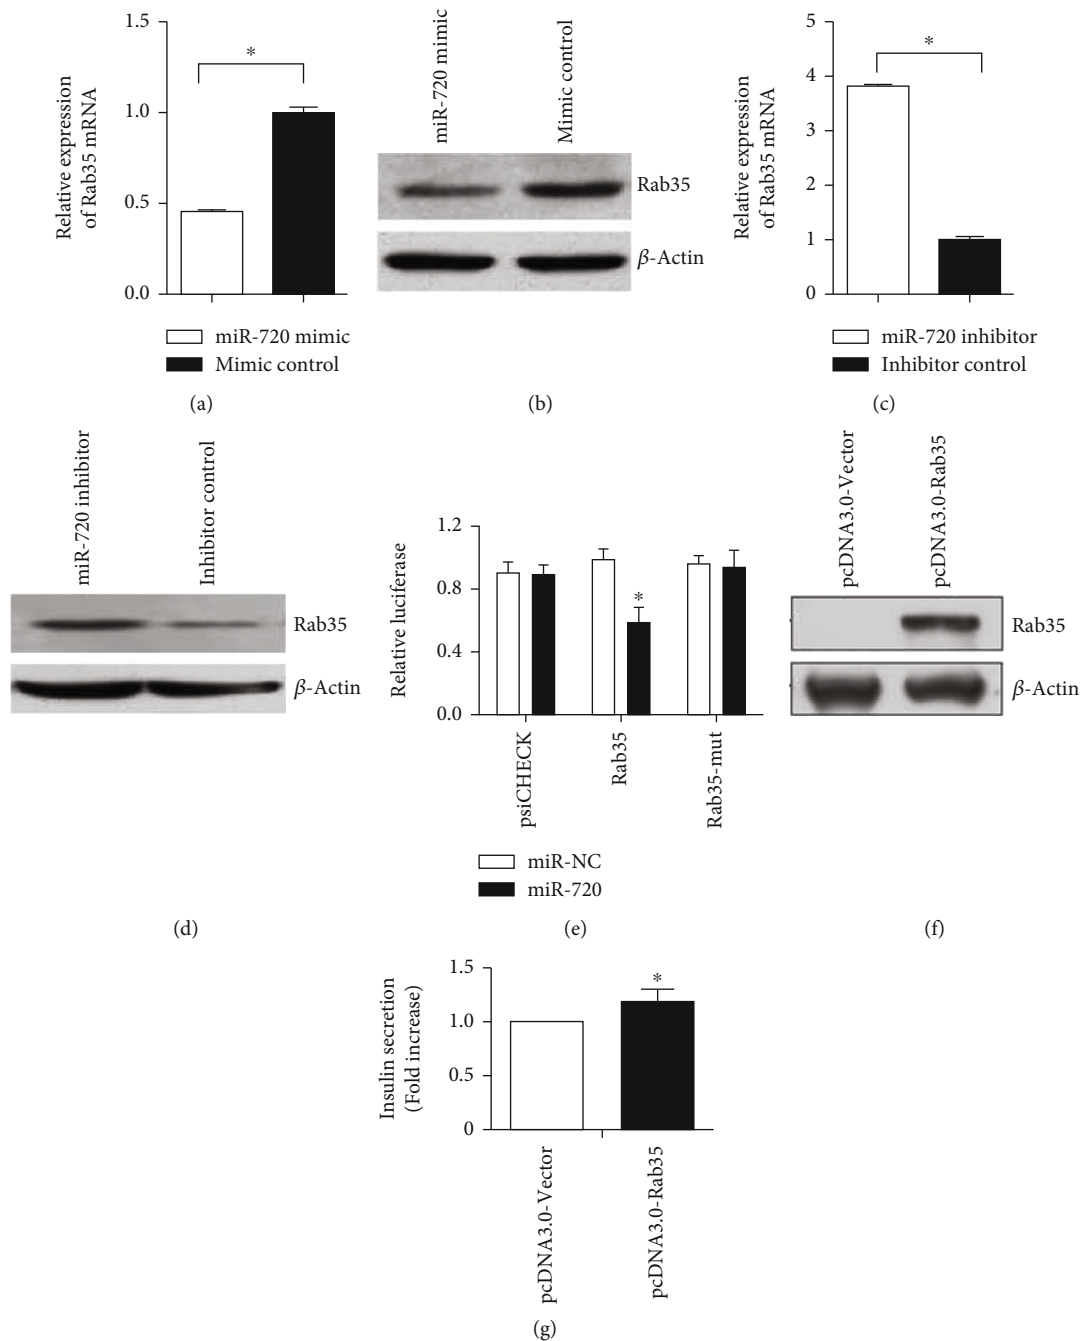 1.5
1.0
0.5
0.0
Relative expression
of Rab35 mRNA
*
miR-720 mimic
Mimic control
(a)
miR-720 mimic
Mimic control
Rab35
β-Actin
(b)
5
4
3
2
1
0
Relative expression
of Rab35 mRNA
*
miR-720 inhibitor
Inhibitor control
(c)
miR-720 inhibitor
Inhibitor control
Rab35
β-Actin
(d)
1.2
0.8
0.4
0.0
Relative luciferase
*
psiCHECK
Rab35
Rab35-mut
miR-NC
miR-720
(e)
pcDNA3.0-Vector
pcDNA3.0-Rab35
Rab35
β-Actin
(f)
1.5
1.0
0.5
0
Insulin secretion
(Fold increase)
*
pcDNA3.0-Vector
pcDNA3.0-Rab35
(g)